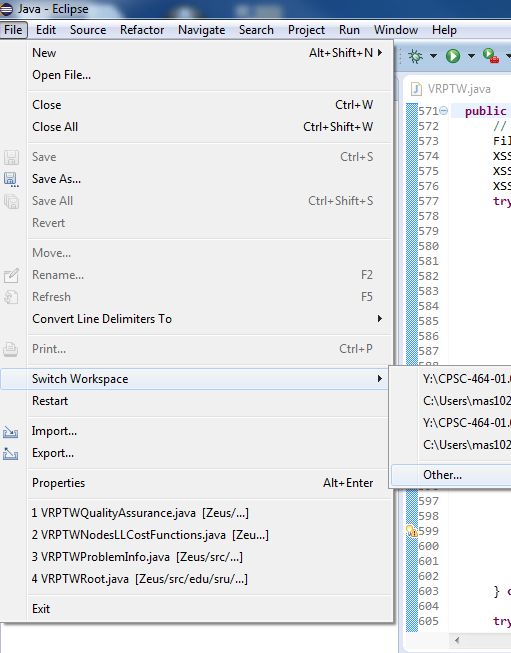 Java - Eclipse
File Edit Source Refactor Navigate Search Project Run Window Help
New Alt+Shift+N
Open File...
Close Ctrl+W
Close All Ctrl+Shift+W
Save Ctrl+S
Save As...
Save All Ctrl+Shift+S
Revert
Move...
Rename... F2
Refresh F5
Convert Line Delimiters To
Print... Ctrl+P
Switch Workspace
Restart
Import...
Export...
Properties Alt+Enter
1 VRPTWQualityAssurance.java [Zeus/...]
2 VRPTWNodesLLCostFunctions.java [Zeu...]
3 VRPTWProblemInfo.java [Zeus/src/...]
4 VRPTWRoot.java [Zeus/src/edu/sru/...]
Exit
Y:\CPSC-464-01.
C:\Users\mas102
Y:\CPSC-464-01.
C:\Users\mas102
Other...
VRPTW.java
571 public
572 //
573 Fil
574 XSS
575 XSS
576 XSS
577 try
578
579
580
581
582
583
584
585
586
587
588
597
598
599
600
601
602
603 } c
604
605 try